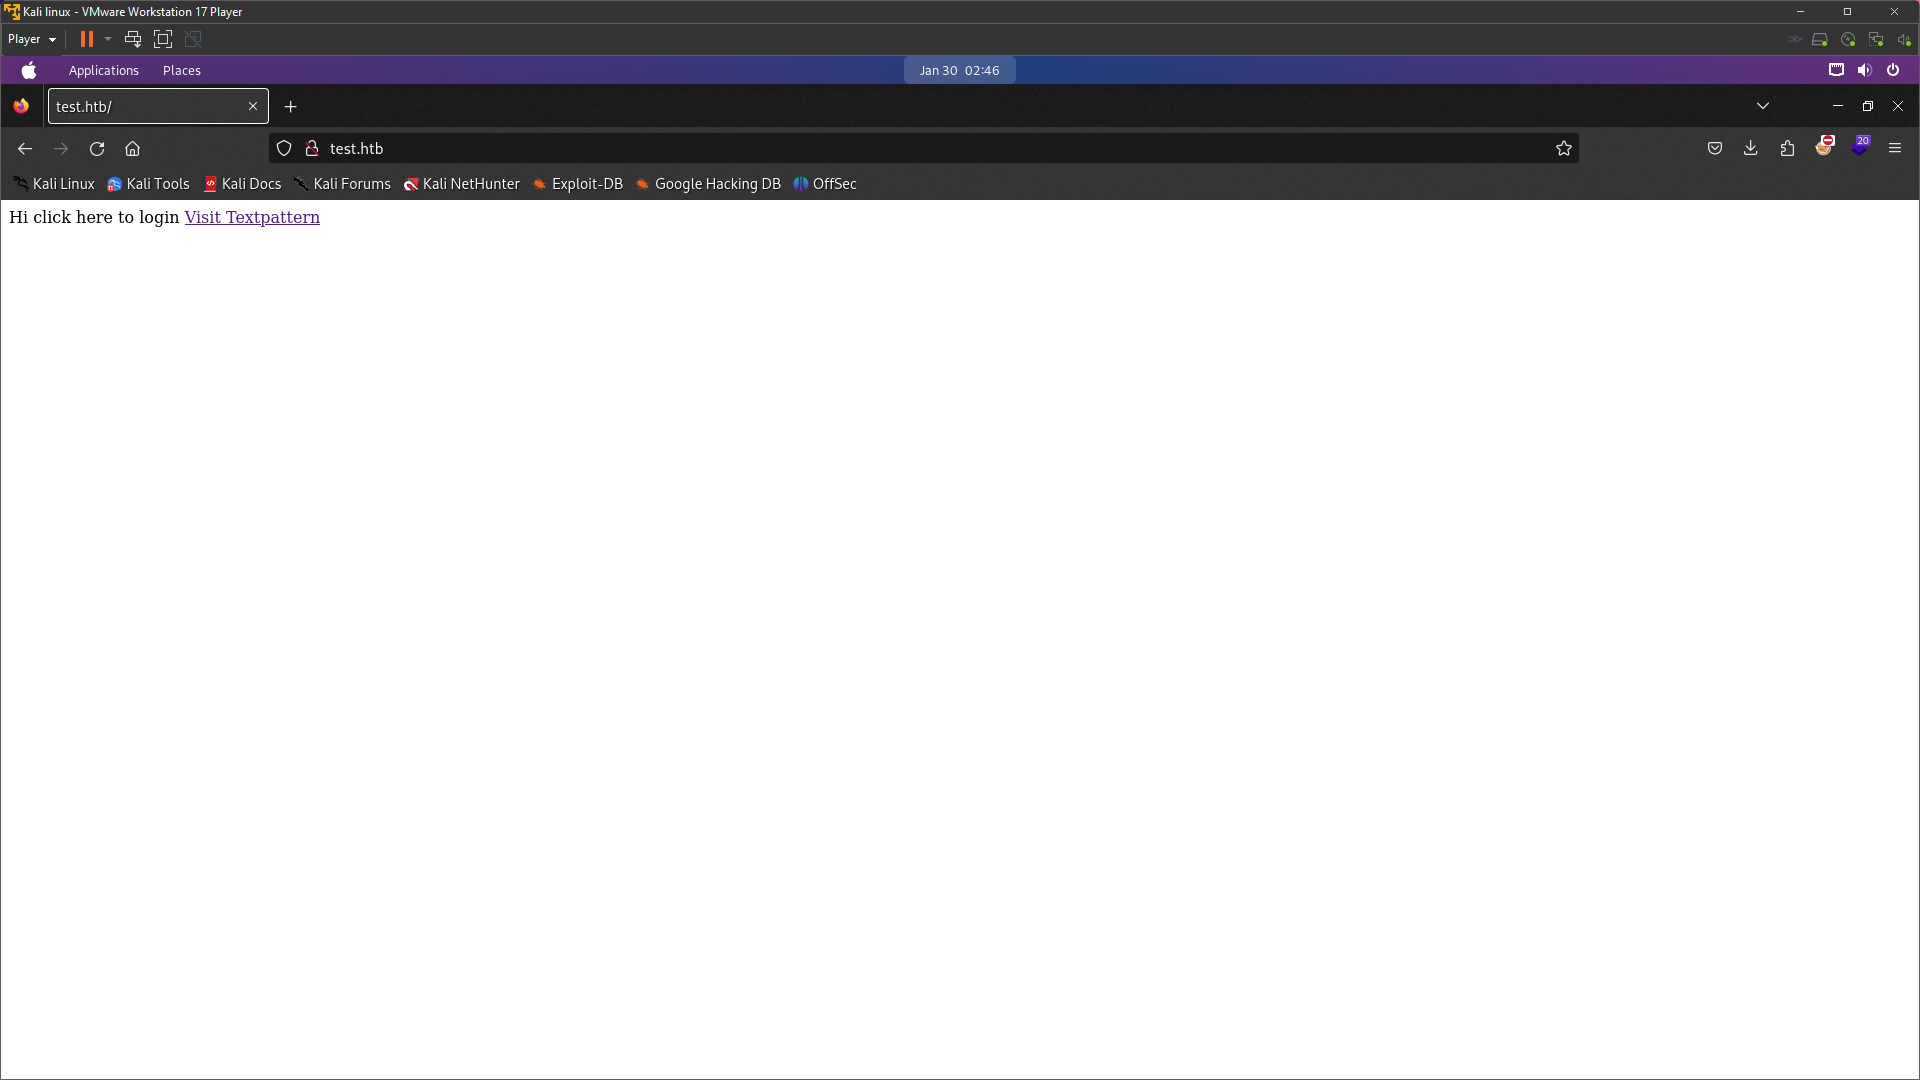 Kali linux - VMware Workstation 17 Player
Player
Applications Places Jan 30 02:46
test.htb/
test.htb
20
Kali Linux Kali Tools Kali Docs Kali Forums Kali NetHunter Exploit-DB Google Hacking DB OffSec
Hi click here to login Visit Textpattern